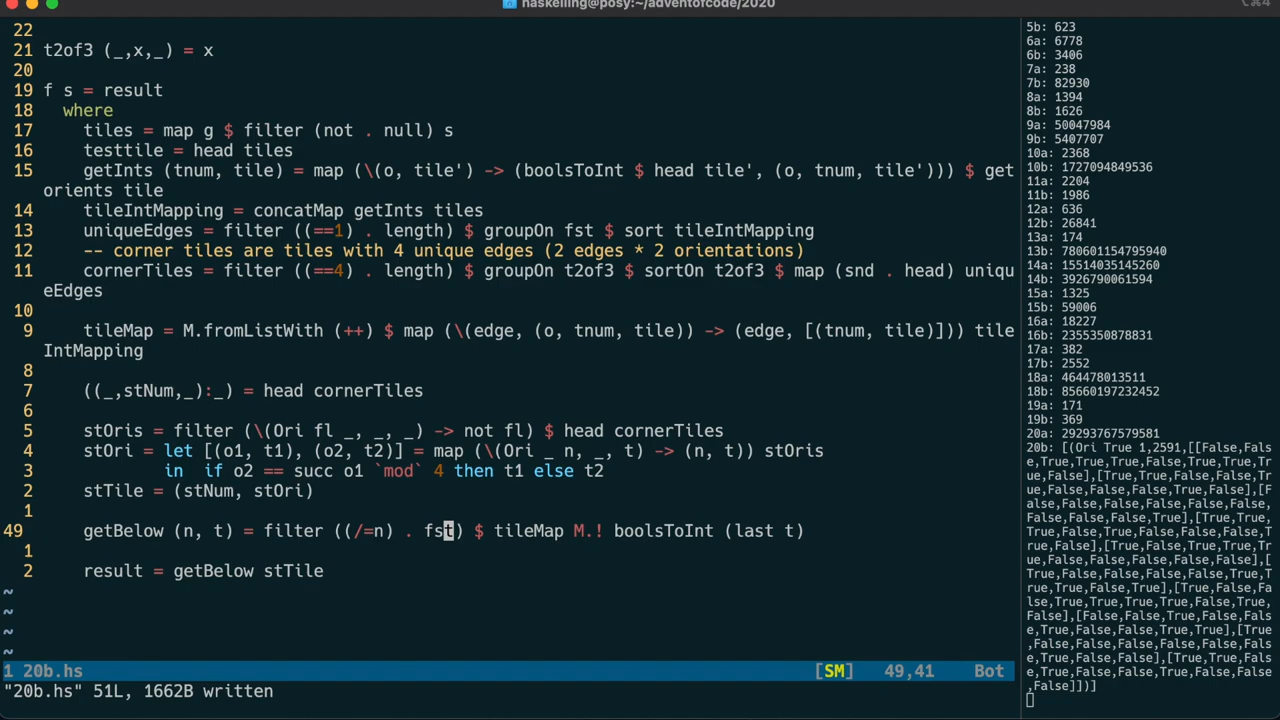 haskelling@posy:~/adventofcode/2020
22
21 t2of3 (_,x,_) = x
20
19 f s = result
18   where
17     tiles = map g $ filter (not . null) s
16     testtile = head tiles
15     getInts (tnum, tile) = map (\(o, tile') -> (boolsToInt $ head tile', (o, tnum, tile'))) $ get
orients tile
14     tileIntMapping = concatMap getInts tiles
13     uniqueEdges = filter ((==1) . length) $ groupOn fst $ sort tileIntMapping
12     -- corner tiles are tiles with 4 unique edges (2 edges * 2 orientations)
11     cornerTiles = filter ((==4) . length) $ groupOn t2of3 $ sortOn t2of3 $ map (snd . head) uniqu
eEdges
10
9     tileMap = M.fromListWith (++) $ map (\(edge, (o, tnum, tile)) -> (edge, [(tnum, tile)])) tile
IntMapping
8
7     ((_,stNum,_):_) = head cornerTiles
6
5     stOris = filter (\(Ori fl _, _, _) -> not fl) $ head cornerTiles
4     stOri = let [(o1, t1), (o2, t2)] = map (\(Ori _ n, _, t) -> (n, t)) stOris
3             in  if o2 == succ o1 `mod` 4 then t1 else t2
2     stTile = (stNum, stOri)
1
49     getBelow (n, t) = filter ((/=n) . fst) $ tileMap M.! boolsToInt (last t)
1
2     result = getBelow stTile
~
~
~
~
1 20b.hs [SM] 49,41 Bot
"20b.hs" 51L, 1662B written
5b: 623
6a: 6778
6b: 3406
7a: 238
7b: 82930
8a: 1394
8b: 1626
9a: 50047984
9b: 5407707
10a: 2368
10b: 1727094849536
11a: 2204
11b: 1986
12a: 636
12b: 26841
13a: 174
13b: 780601154795940
14a: 15514035145260
14b: 3926790061594
15a: 1325
15b: 59006
16a: 18227
16b: 2355350878831
17a: 382
17b: 2552
18a: 464478013511
18b: 85660197232452
19a: 171
19b: 369
20a: 29293767579581
20b: [(Ori True 1,2591,[[False,Fals
e,True,True,True,False,True,True,Tr
ue,False],[True,True,False,False,Tr
ue,False,True,False,False,False],[F
alse,False,False,False,False,True,F
False,False,False,True],[True,True,
True,True,False,False,True,False,T
rue,False],[True,True,False,True,Fa
lse,False,False,False,True,False],[
True,False,False,False,False,True,T
rue,True,False,True],[True,False,Fa
lse,True,True,True,False,True,True,
False],[False,False,True,False,Fals
e,True,False,False,True,True],[True
,False,False,False,False,False,Fals
e,True,False,False],[True,True,Fals
e,False,False,True,False,False,False
,False]])]